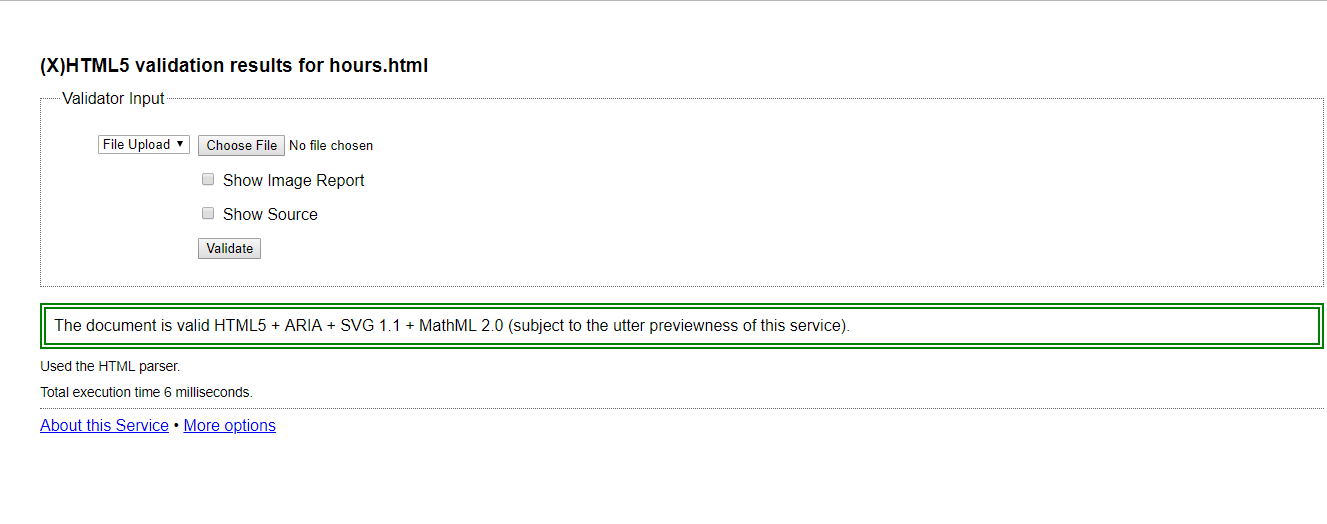 (X)HTML5 validation results for hours.html
Validator Input
File Upload ▼ Choose File No file chosen
Show Image Report
Show Source
Validate
The document is valid HTML5 + ARIA + SVG 1.1 + MathML 2.0 (subject to the utter previewness of this service).
Used the HTML parser.
Total execution time 6 milliseconds.
About this Service • More options